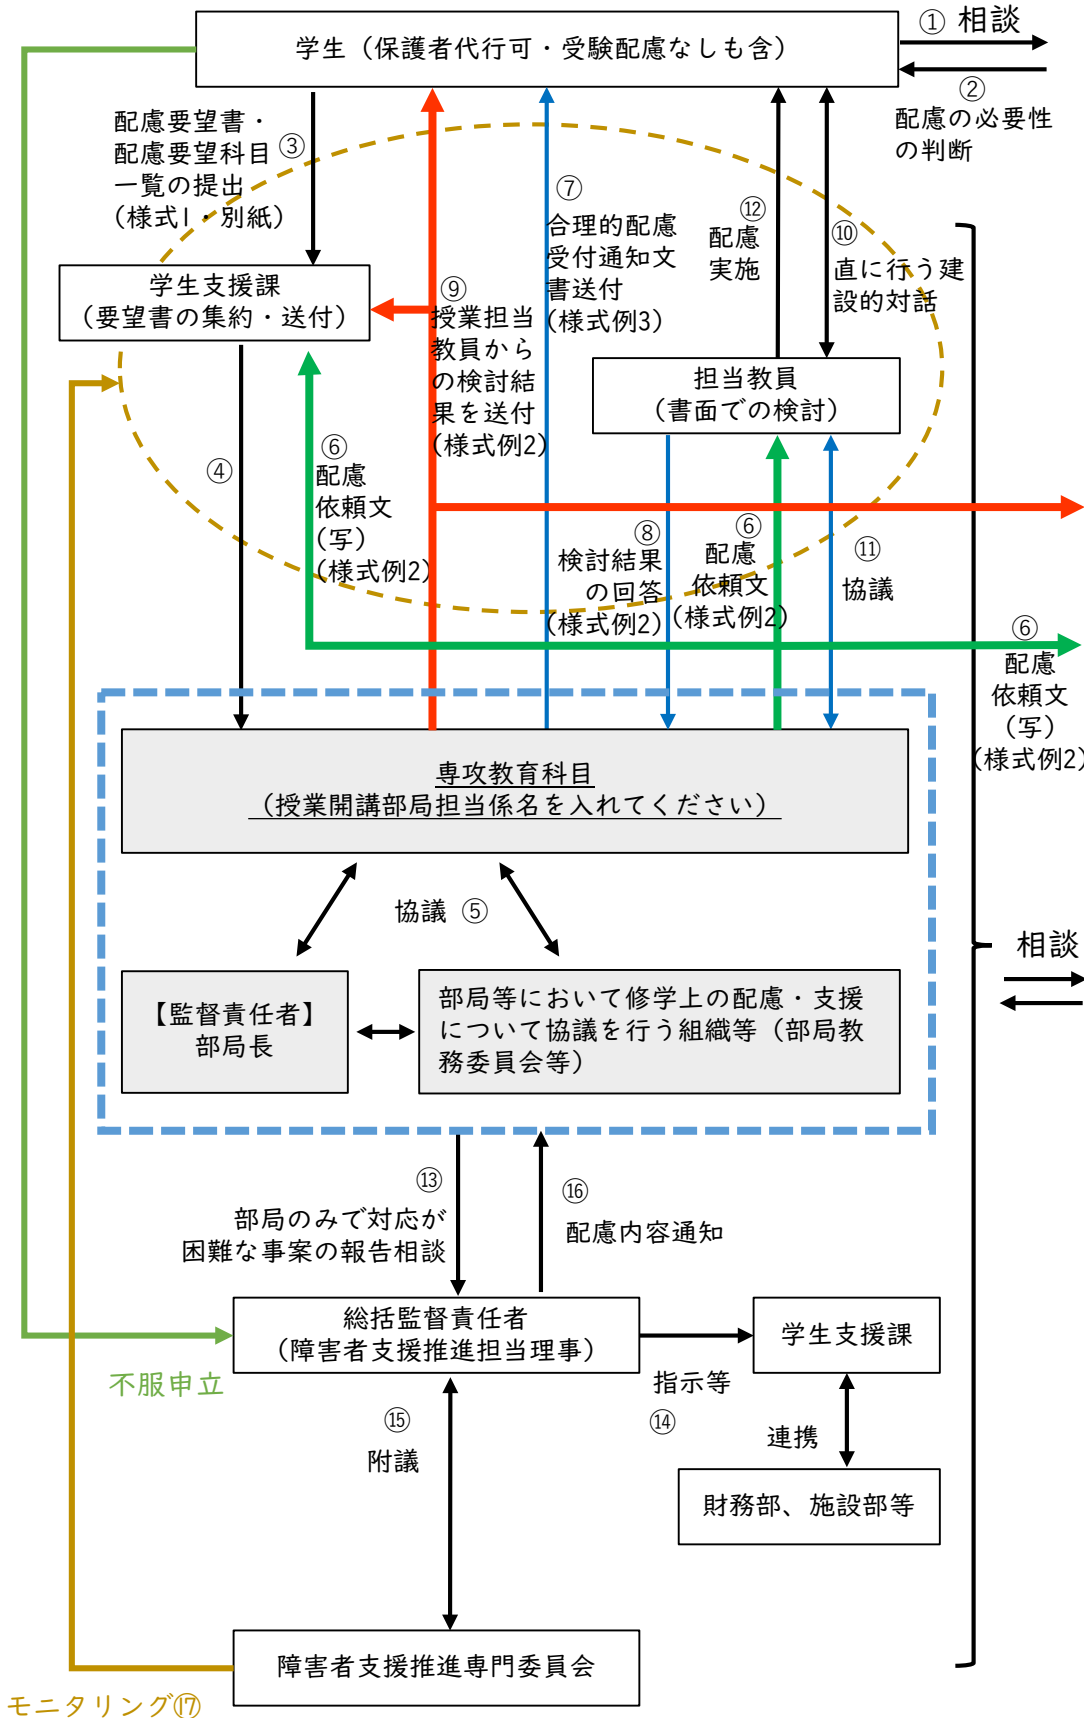 学生（保護者代行可・受験配慮なしも含）
① 相談
②
配慮の必要性
の判断
配慮要望書・
配慮要望科目
一覧の提出
(様式1・別紙)
③
⑦
合理的配慮
受付通知文
書送付
(様式例3)
⑫
配慮
実施
⑩
直に行う建
設的対話
学生支援課
（要望書の集約・送付）
⑨
授業担当
教員から
の検討結
果を送付
(様式例2)
担当教員
（書面での検討）
④
⑥
配慮
依頼文
(写)
(様式例2)
⑧
検討結果
の回答
(様式例2)
⑥
配慮
依頼文
(様式例2)
⑪
協議
⑥
配慮
依頼文
(写)
(様式例2)
専攻教育科目
（授業開講部局担当係名を入れてください）
協議 ⑤
相談
【監督責任者】
部局長
部局等において修学上の配慮・支援
について協議を行う組織等（部局教
務委員会等）
⑬
部局のみで対応が
困難な事案の報告相談
⑯
配慮内容通知
総括監督責任者
（障害者支援推進担当理事）
学生支援課
不服申立
指示等
⑭
⑮
附議
連携
財務部、施設部等
障害者支援推進専門委員会
モニタリング⑰